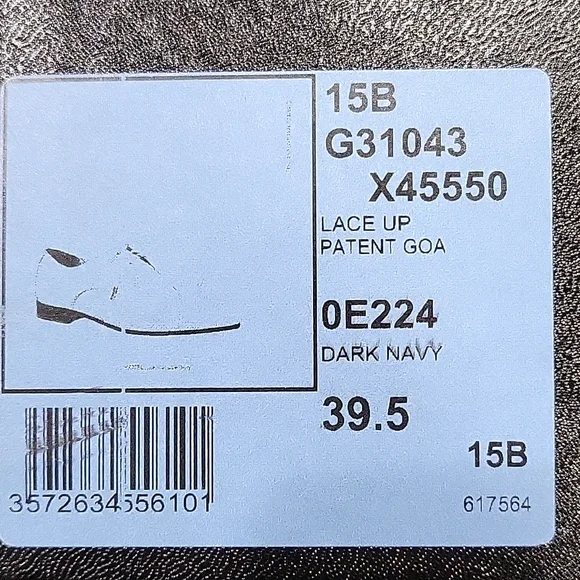 15B
G31043
X45550
LACE UP
PATENT GOA
0E224
DARK NAVY
39.5
15B
3572634556101
617564